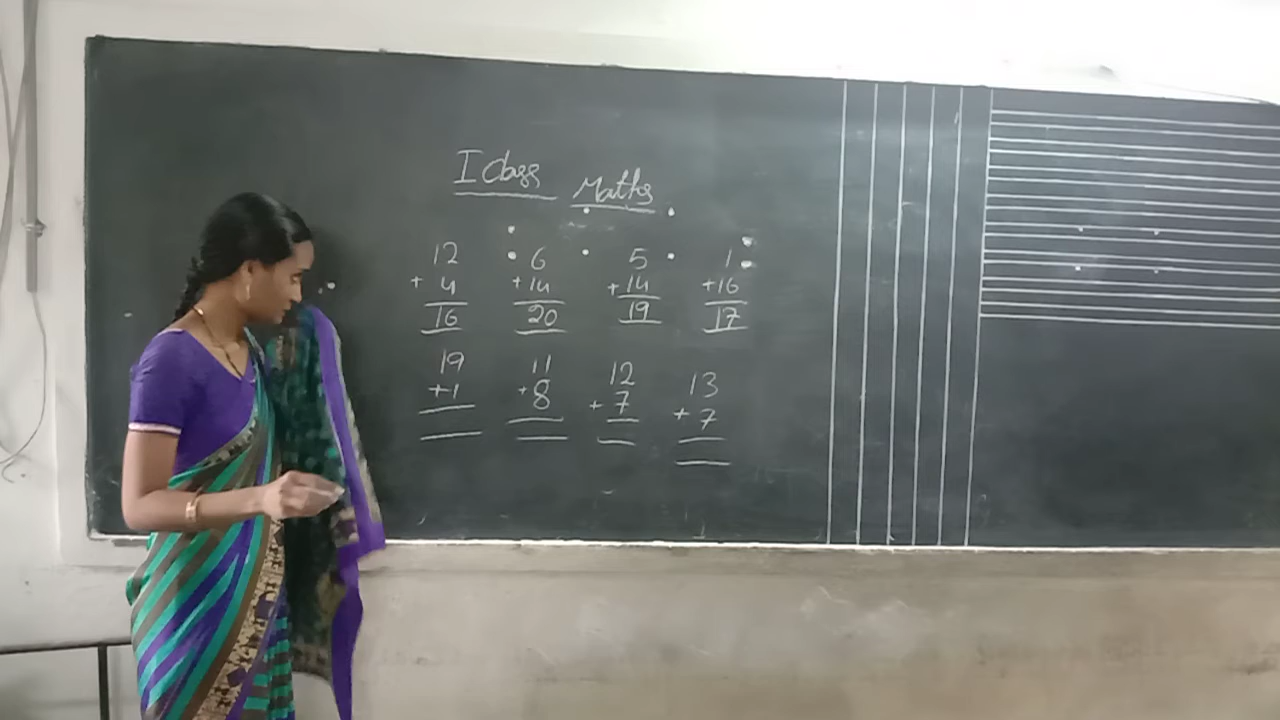 I Class Maths
12 6 5 1
+ 4 + 14 + 14 + 16
16 20 19 17
19 11 12 13
+ 1 + 8 + 7 + 7